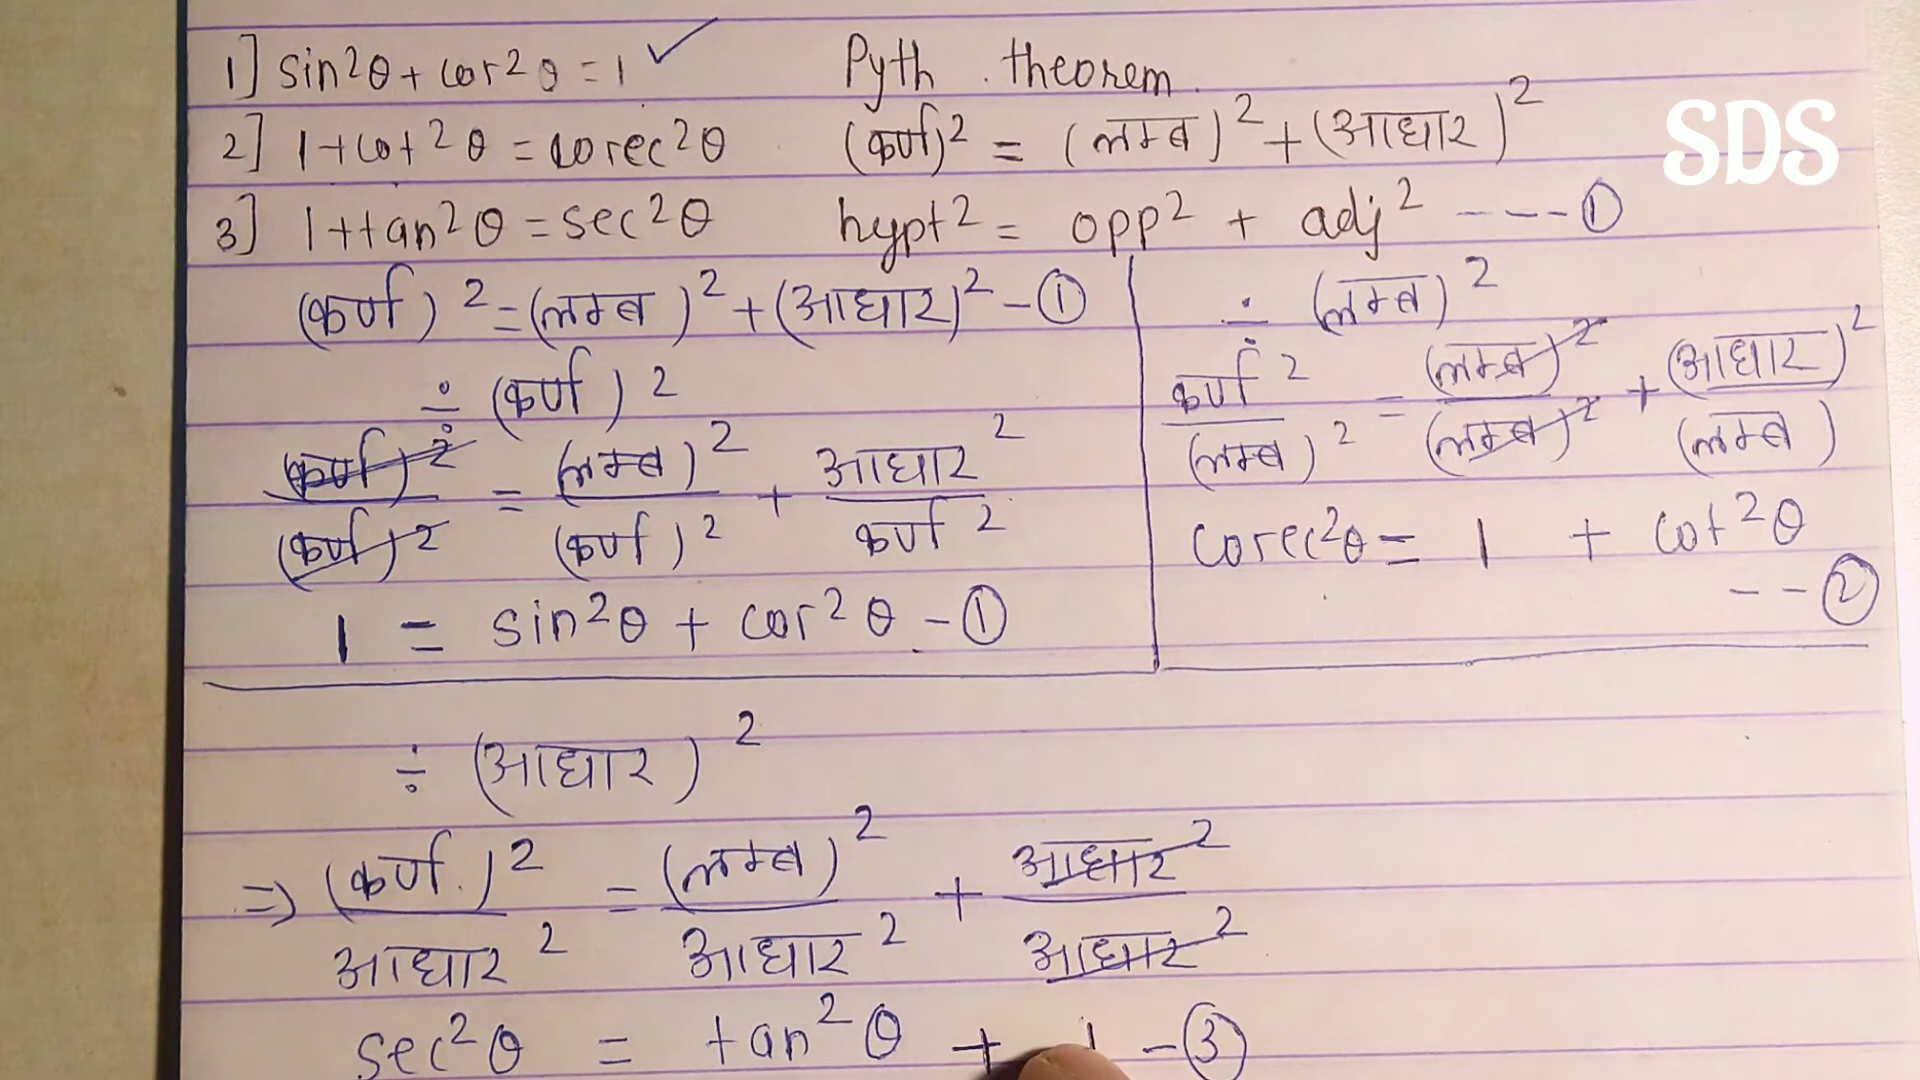 1] sin²θ + cos²θ = 1 ✓
2] 1 + cot²θ = cosec²θ
3] 1 + tan²θ = sec²θ
Pyth. theorem.
(कर्ण)² = (लम्ब)² + (आधार)²
hypt² = opp² + adj² ---- ①
SDS
(कर्ण)² = (लम्ब)² + (आधार)² - ①
÷ (कर्ण)²
(कर्ण)²/(कर्ण)² = (लम्ब)²/(कर्ण)² + आधार²/कर्ण²
1 = sin²θ + cos²θ - ①
÷ (लम्ब)²
कर्ण²/(लम्ब)² = (लम्ब)²/(लम्ब)² + (आधार)²/(लम्ब)
cosec²θ = 1 + cot²θ
-- ②
÷ (आधार)²
⇒ (कर्ण.)²/आधार² = (लम्ब)²/आधार² + आधार²/आधार²
sec²θ = tan²θ + 1 - ③